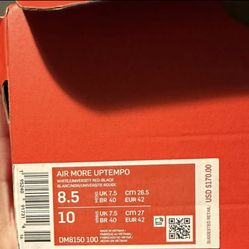 AIR MORE UPTEMPO
WHITE/UNIVERSITY RED-BLACK
BLANC/NOIR/UNIVERSITE ROUGE
8.5 UK 7.5 CM 26.5
BR 40 EUR 42
10 UK 7.5 CM 27
BR 40 EUR 42
DM8150 100
USD $170.00
SUGGESTED RETAIL